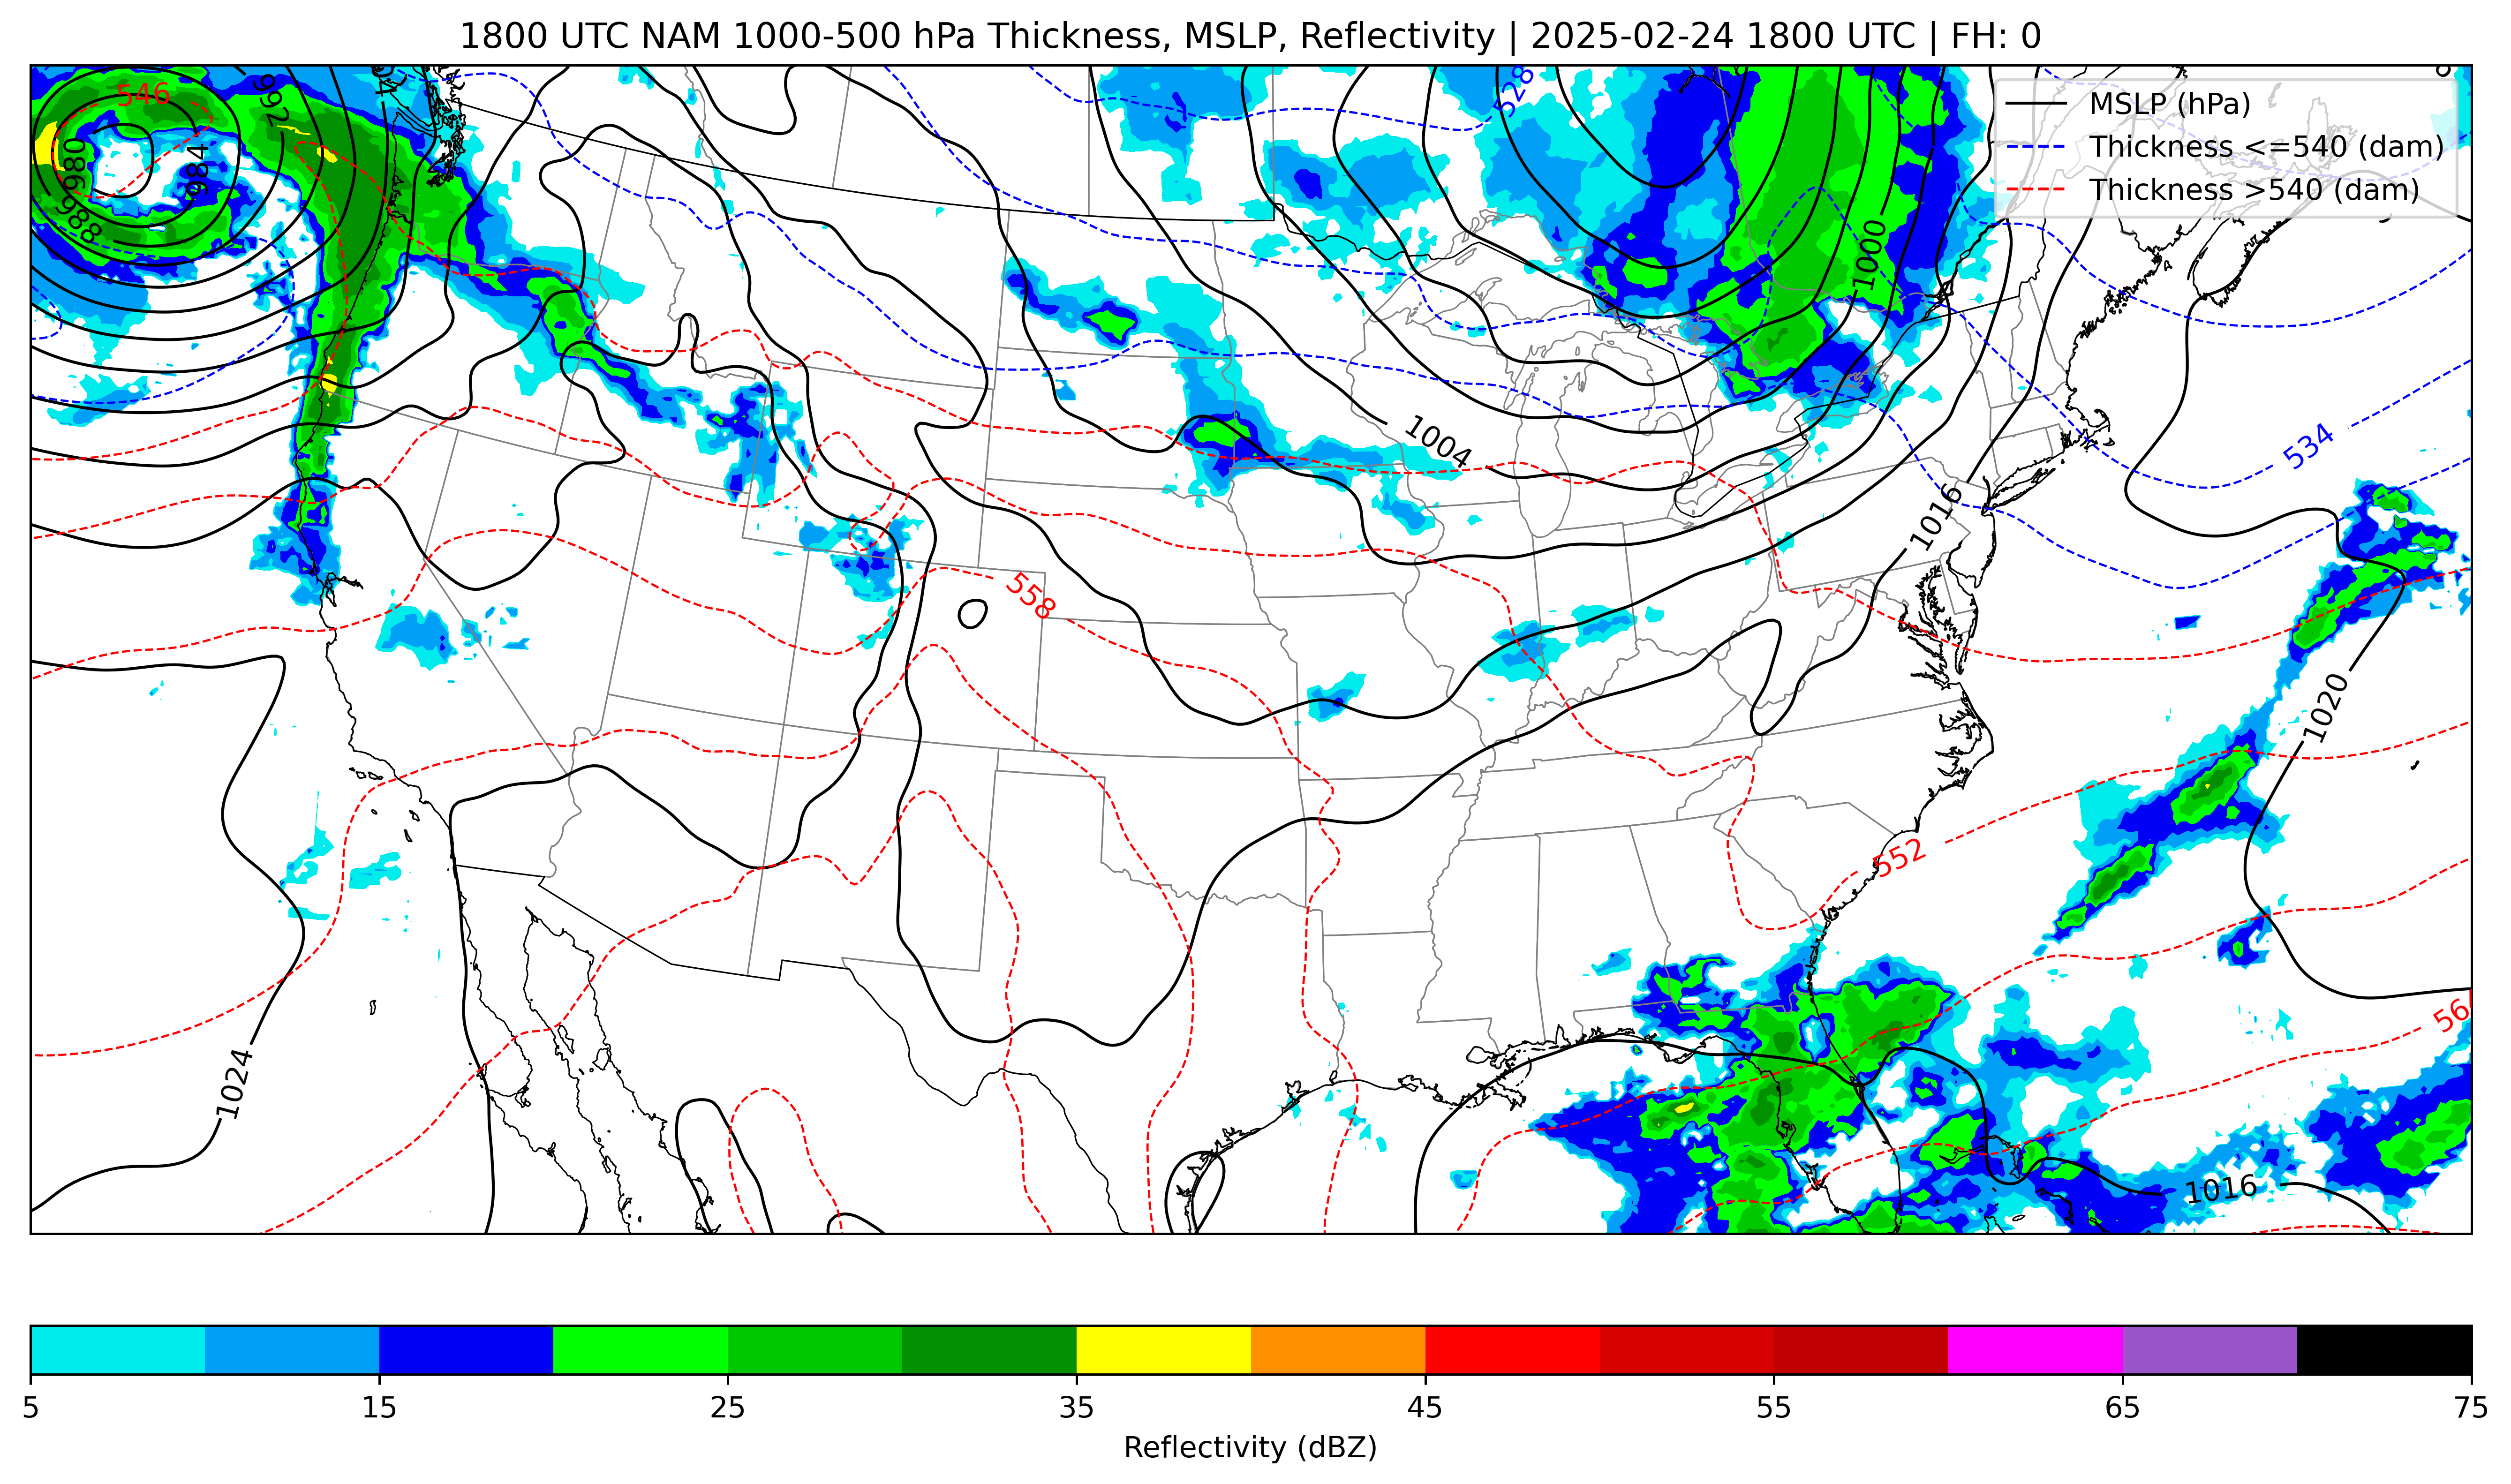 1800 UTC NAM 1000-500 hPa Thickness, MSLP, Reflectivity | 2025-02-24 1800 UTC | FH: 0
MSLP (hPa)
Thickness <=540 (dam)
Thickness >540 (dam)
546
992
980
984
988
528
1000
1004
534
1016
558
1020
552
1024
1016
5 15 25 35 45 55 65 75
Reflectivity (dBZ)